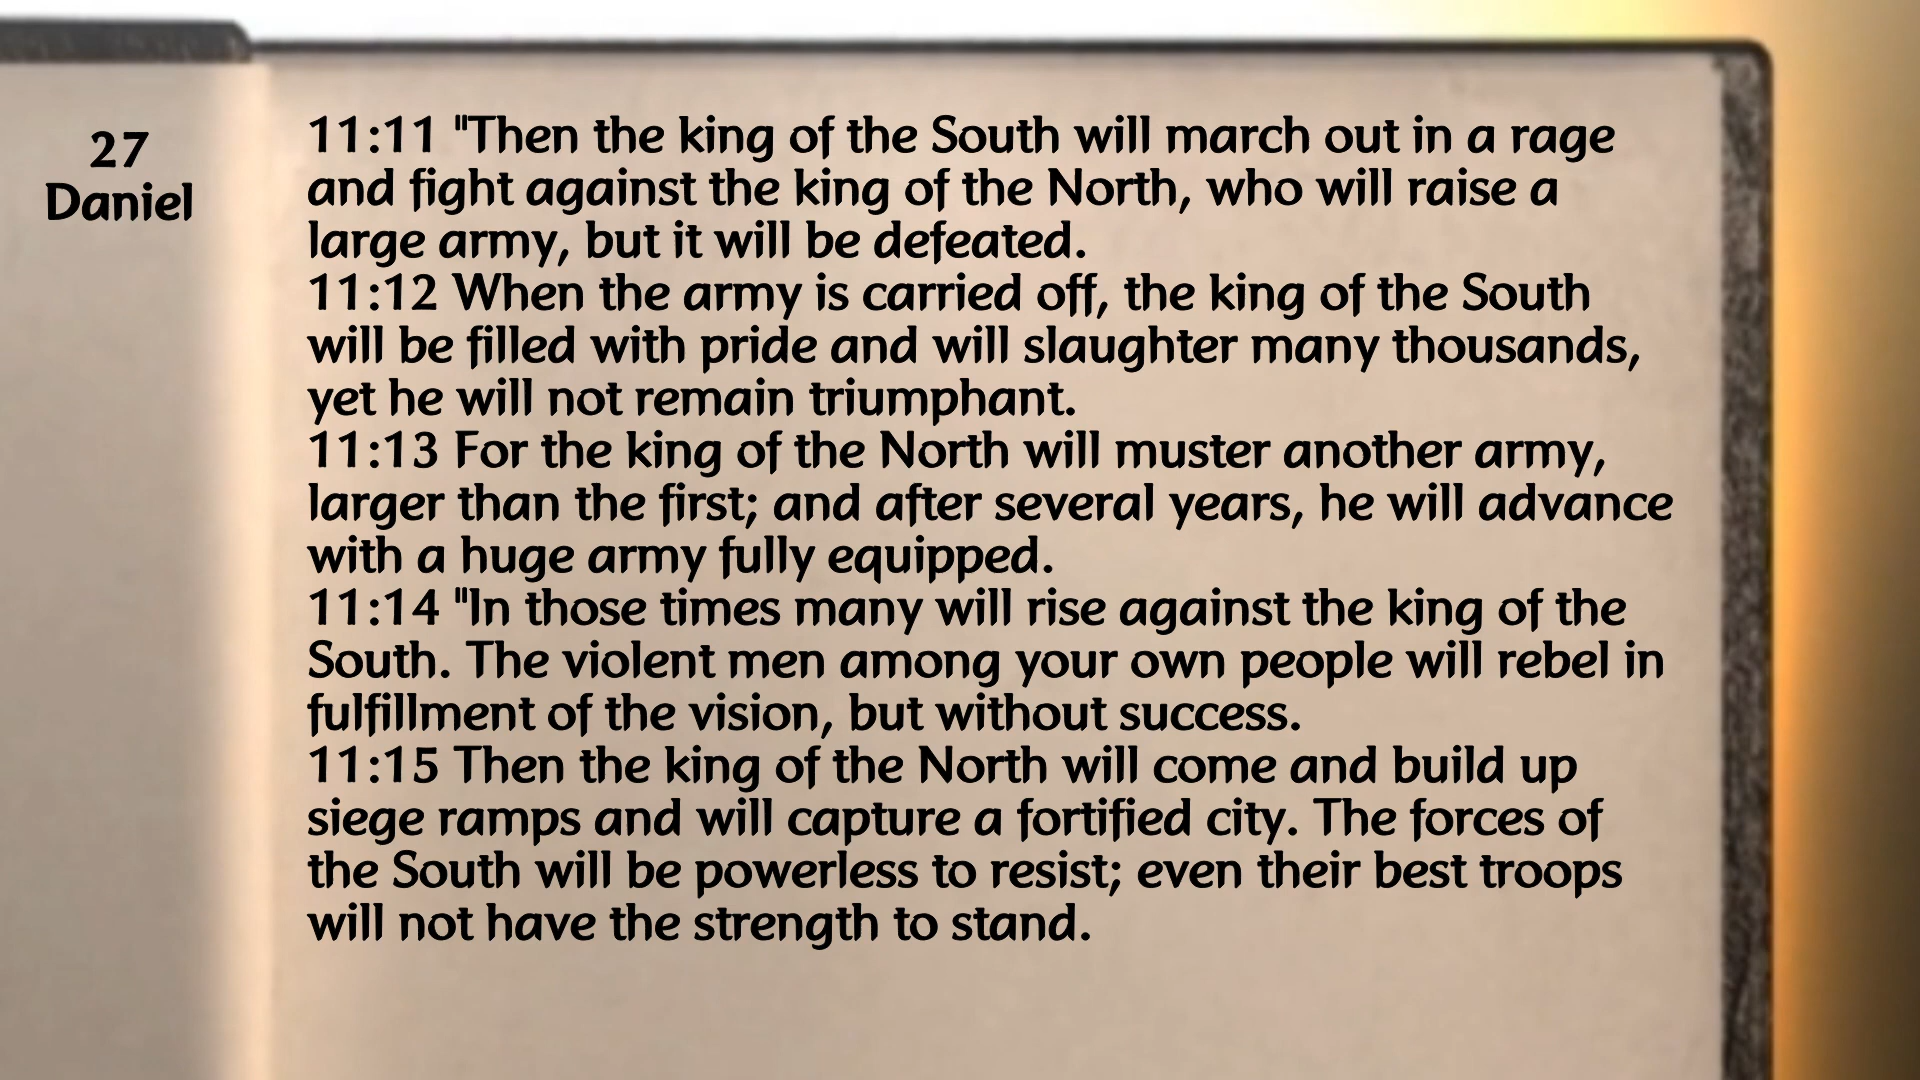 27
Daniel
11:11 "Then the king of the South will march out in a rage
and fight against the king of the North, who will raise a
large army, but it will be defeated.
11:12 When the army is carried off, the king of the South
will be filled with pride and will slaughter many thousands,
yet he will not remain triumphant.
11:13 For the king of the North will muster another army,
larger than the first; and after several years, he will advance
with a huge army fully equipped.
11:14 "In those times many will rise against the king of the
South. The violent men among your own people will rebel in
fulfillment of the vision, but without success.
11:15 Then the king of the North will come and build up
siege ramps and will capture a fortified city. The forces of
the South will be powerless to resist; even their best troops
will not have the strength to stand.